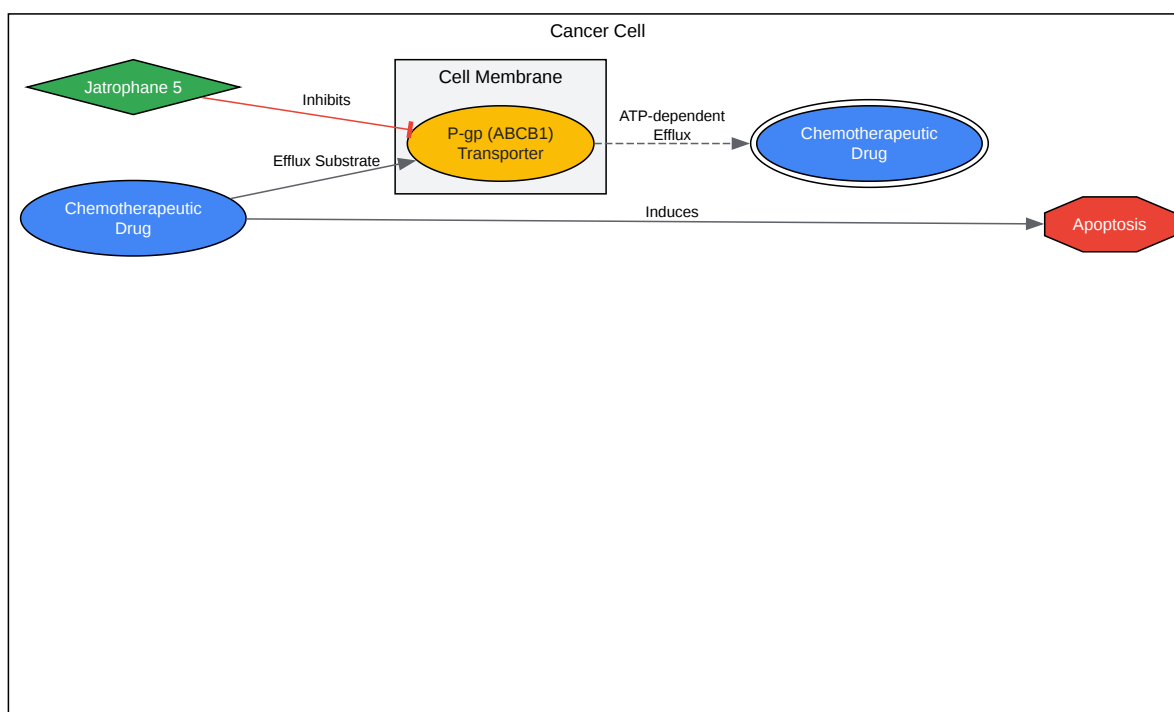 Cancer Cell
Jatrophane 5
Inhibits
Cell Membrane
P-gp (ABCB1)
Transporter
ATP-dependent
Efflux
Chemotherapeutic
Drug
Efflux Substrate
Chemotherapeutic
Drug
Induces
Apoptosis